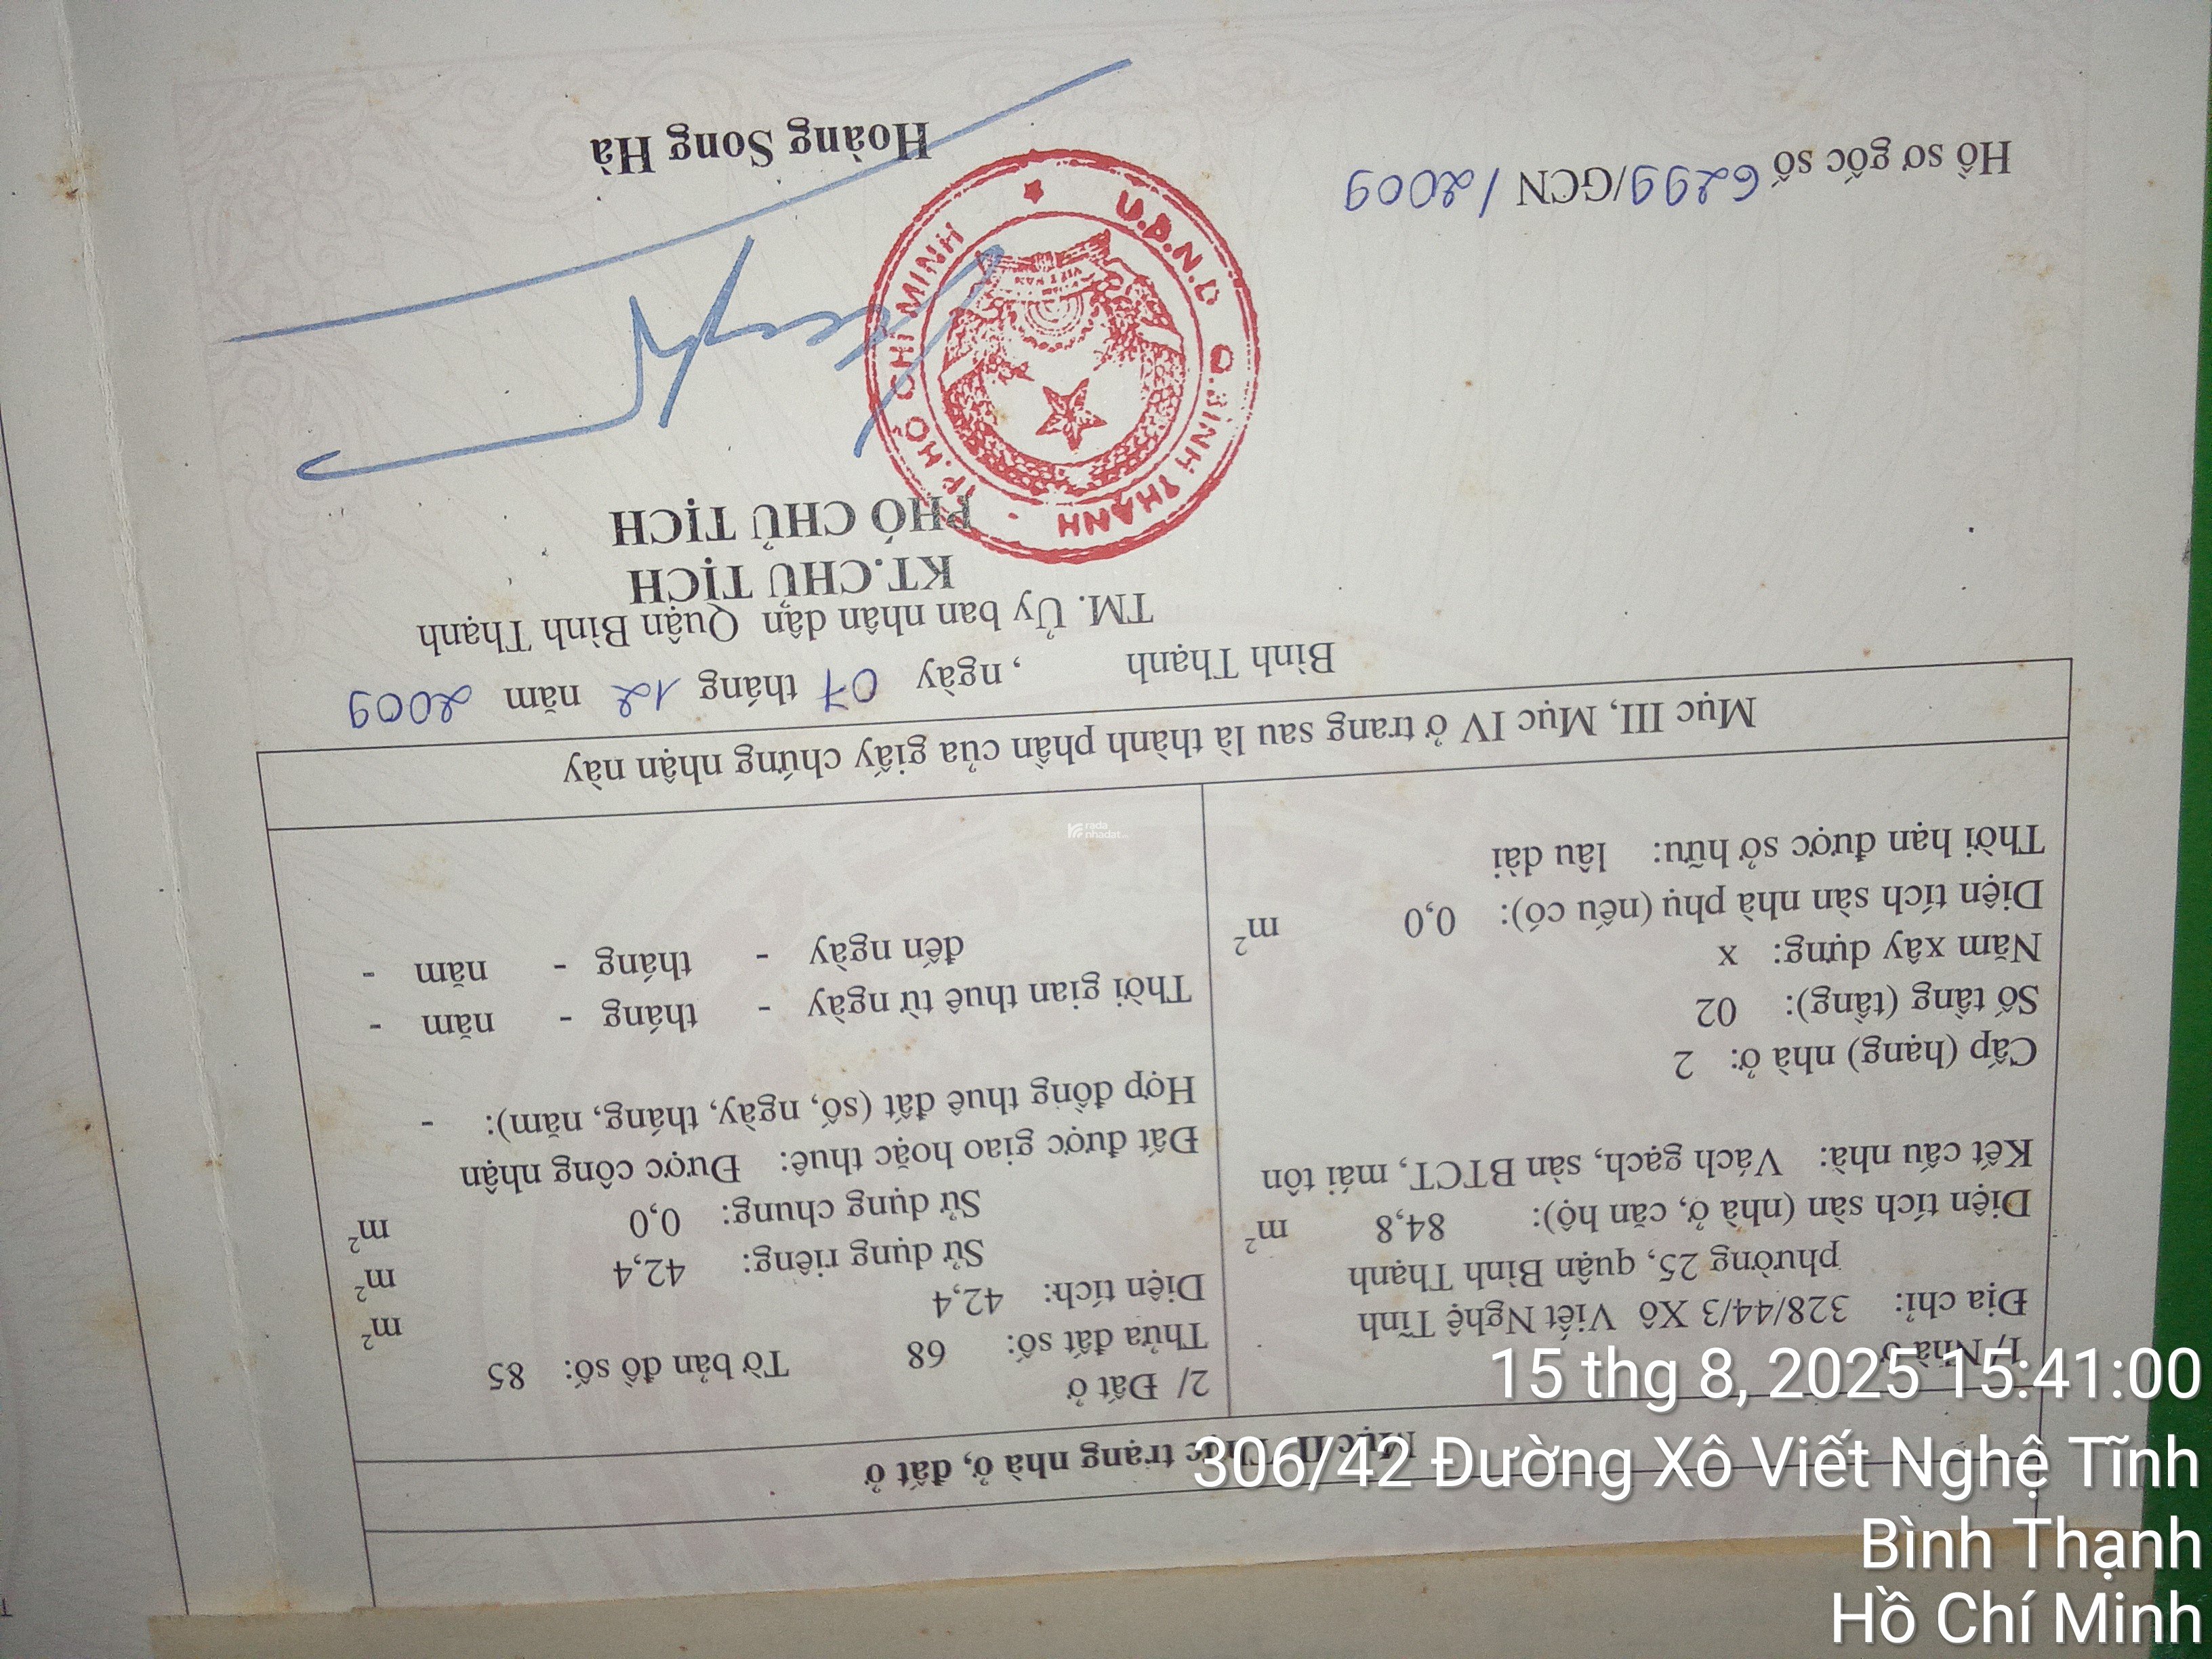 Mục II: Thực trạng nhà ở, đất ở
1/ Nhà ở
Địa chỉ: 328/44/3 Xô Viết Nghệ Tĩnh
phường 25, quận Bình Thạnh
Diện tích sàn (nhà ở, căn hộ): 84,8 m²
Kết cấu nhà: Vách gạch, sàn BTCT, mái tôn
Cấp (hạng) nhà ở: 2
Số tầng (tầng): 02
Năm xây dựng: x
Diện tích sàn nhà phụ (nếu có): 0,0 m²
Thời hạn được sở hữu: lâu dài
2/ Đất ở
Thửa đất số: 68 Tờ bản đồ số: 85
Diện tích: 42,4 m²
Sử dụng riêng: 42,4 m²
Sử dụng chung: 0,0 m²
Đất được giao hoặc thuê: Được công nhận
Hợp đồng thuê đất (số, ngày, tháng, năm): -
Thời gian thuê từ ngày - tháng - năm -
đến ngày - tháng - năm -
Mục III, Mục IV ở trang sau là thành phần của giấy chứng nhận này
Bình Thạnh , ngày 07 tháng 12 năm 2009
TM. Ủy ban nhân dân Quận Bình Thạnh
KT.CHỦ TỊCH
PHÓ CHỦ TỊCH
U.B.N.D Q.BÌNH THẠNH - TP.HỒ CHÍ MINH
VIỆT NAM
Hồ sơ gốc số 6299/GCN/2009
Hoàng Song Hà
rada
nhadat
15 thg 8, 2025 15:41:00
306/42 Đường Xô Viết Nghệ Tĩnh
Bình Thạnh
Hồ Chí Minh